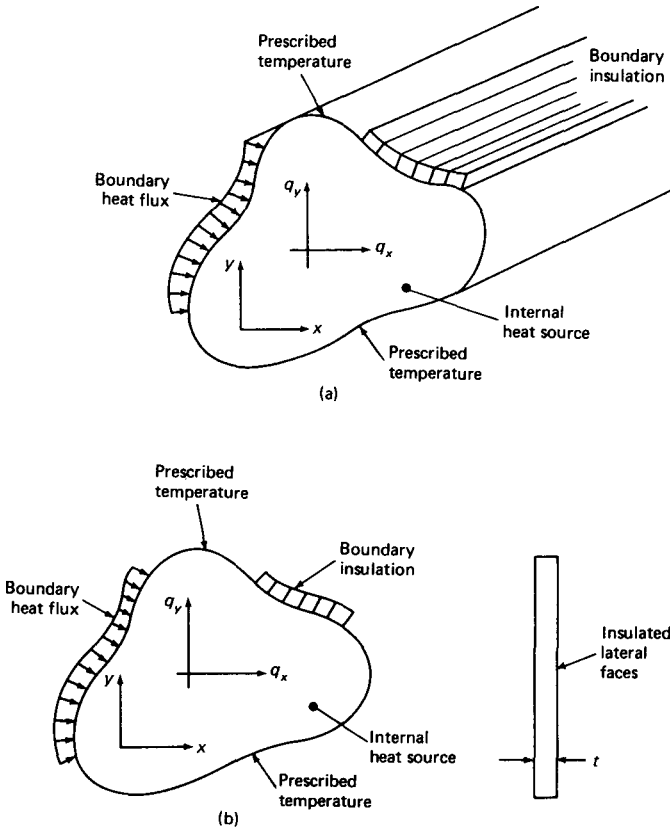 Prescribed
temperature
Boundary
insulation
Boundary
heat flux
q_y
q_x
y
x
Internal
heat source
Prescribed
temperature
(a)
Prescribed
temperature
Boundary
insulation
Boundary
heat flux
q_y
q_x
y
x
Internal
heat source
Prescribed
temperature
(b)
Insulated
lateral
faces
t